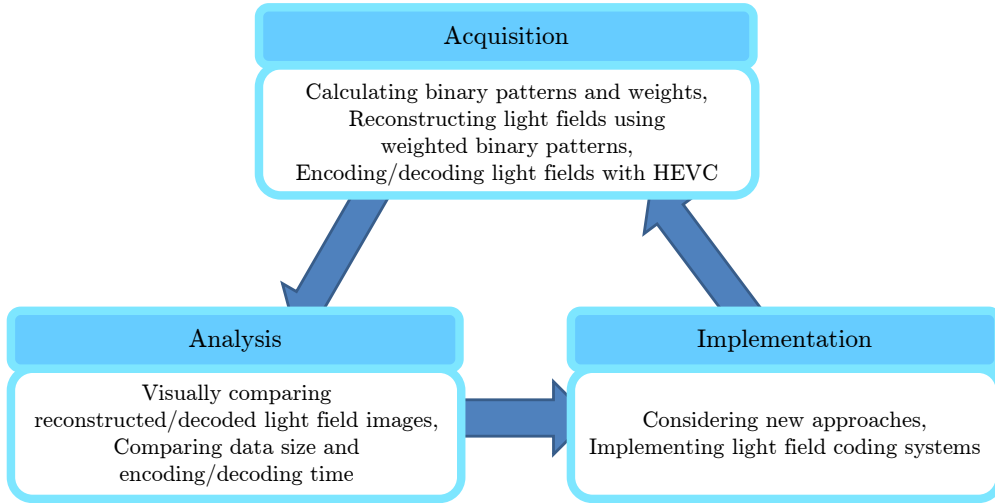 Acquisition
Calculating binary patterns and weights,
Reconstructing light fields using
weighted binary patterns,
Encoding/decoding light fields with HEVC
Analysis
Visually comparing
reconstructed/decoded light field images,
Comparing data size and
encoding/decoding time
Implementation
Considering new approaches,
Implementing light field coding systems